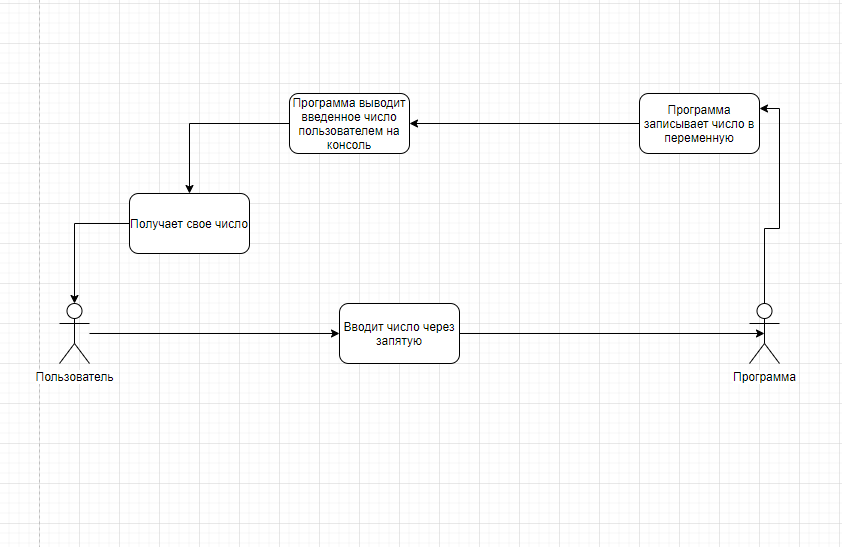 Программа выводит
введенное число
пользователем на
консоль
Программа
записывает число в
переменную
Получает свое число
Вводит число через
запятую
Пользователь
Программа